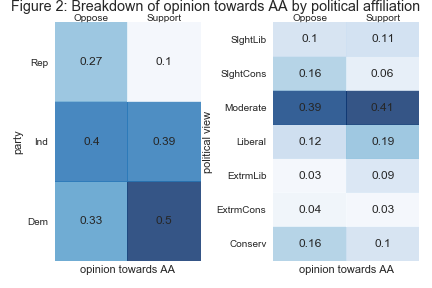 Figure 2: Breakdown of opinion towards AA by political affiliation
Oppose Support
Rep 0.27 0.1
Ind 0.4 0.39
Dem 0.33 0.5
party
opinion towards AA
Oppose Support
SlghtLib 0.1 0.11
SlghtCons 0.16 0.06
Moderate 0.39 0.41
Liberal 0.12 0.19
ExtrmLib 0.03 0.09
ExtrmCons 0.04 0.03
Conserv 0.16 0.1
political view
opinion towards AA